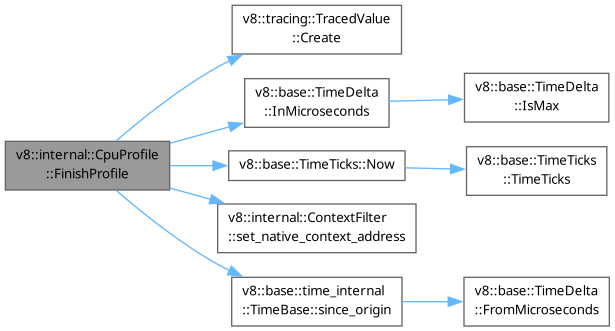 v8::internal::CpuProfile
::FinishProfile
v8::tracing::TracedValue
::Create
v8::base::TimeDelta
::InMicroseconds
v8::base::TimeDelta
::IsMax
v8::base::TimeTicks::Now
v8::base::TimeTicks
::TimeTicks
v8::internal::ContextFilter
::set_native_context_address
v8::base::time_internal
::TimeBase::since_origin
v8::base::TimeDelta
::FromMicroseconds